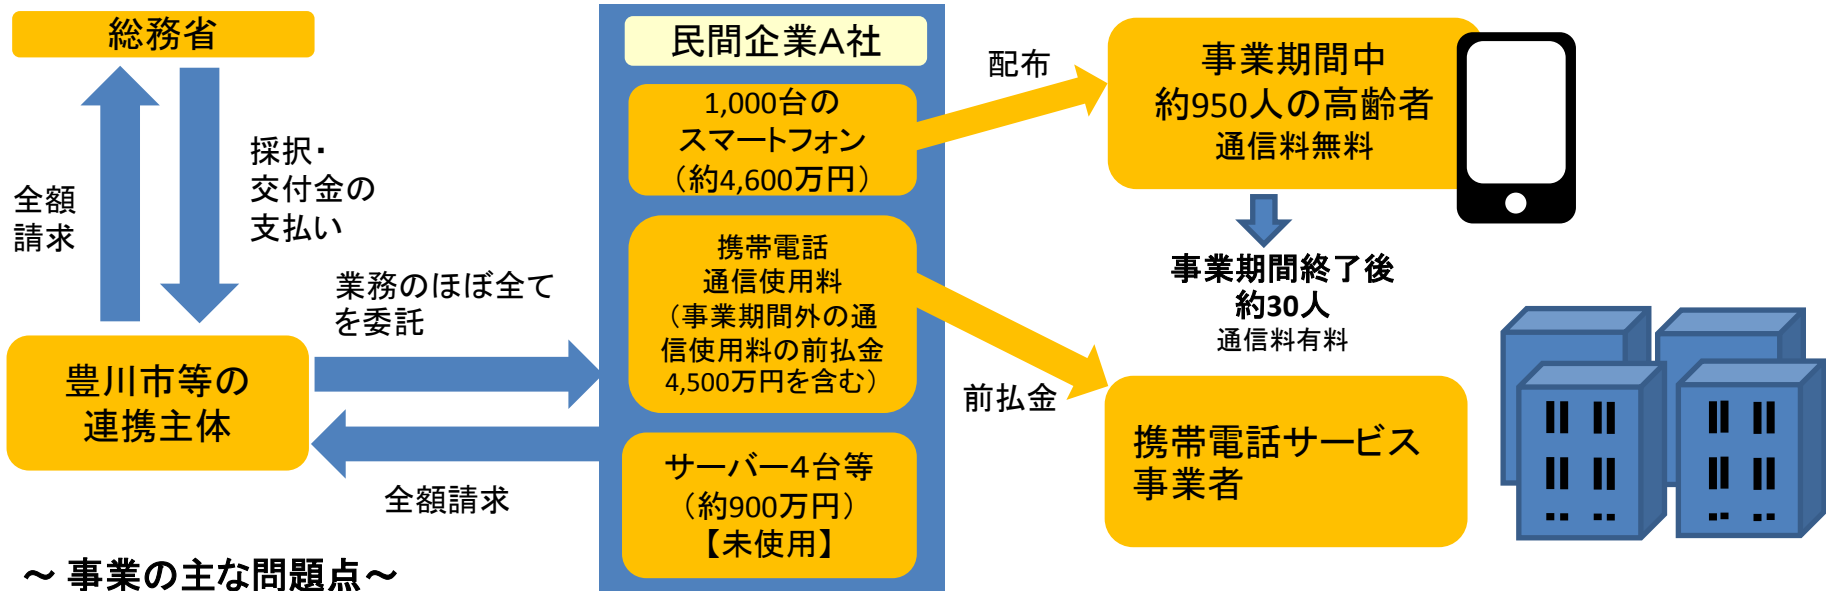 総務省
全額
請求
採択・
交付金の
支払い
豊川市等の
連携主体
業務のほぼ全て
を委託
全額請求
民間企業A社
1,000台の
スマートフォン
（約4,600万円）
携帯電話
通信使用料
（事業期間外の通
信使用料の前払金
4,500万円を含む）
サーバー4台等
（約900万円）
【未使用】
配布
前払金
事業期間中
約950人の高齢者
通信料無料
事業期間終了後
約30人
通信料有料
携帯電話サービス
事業者
～ 事業の主な問題点～